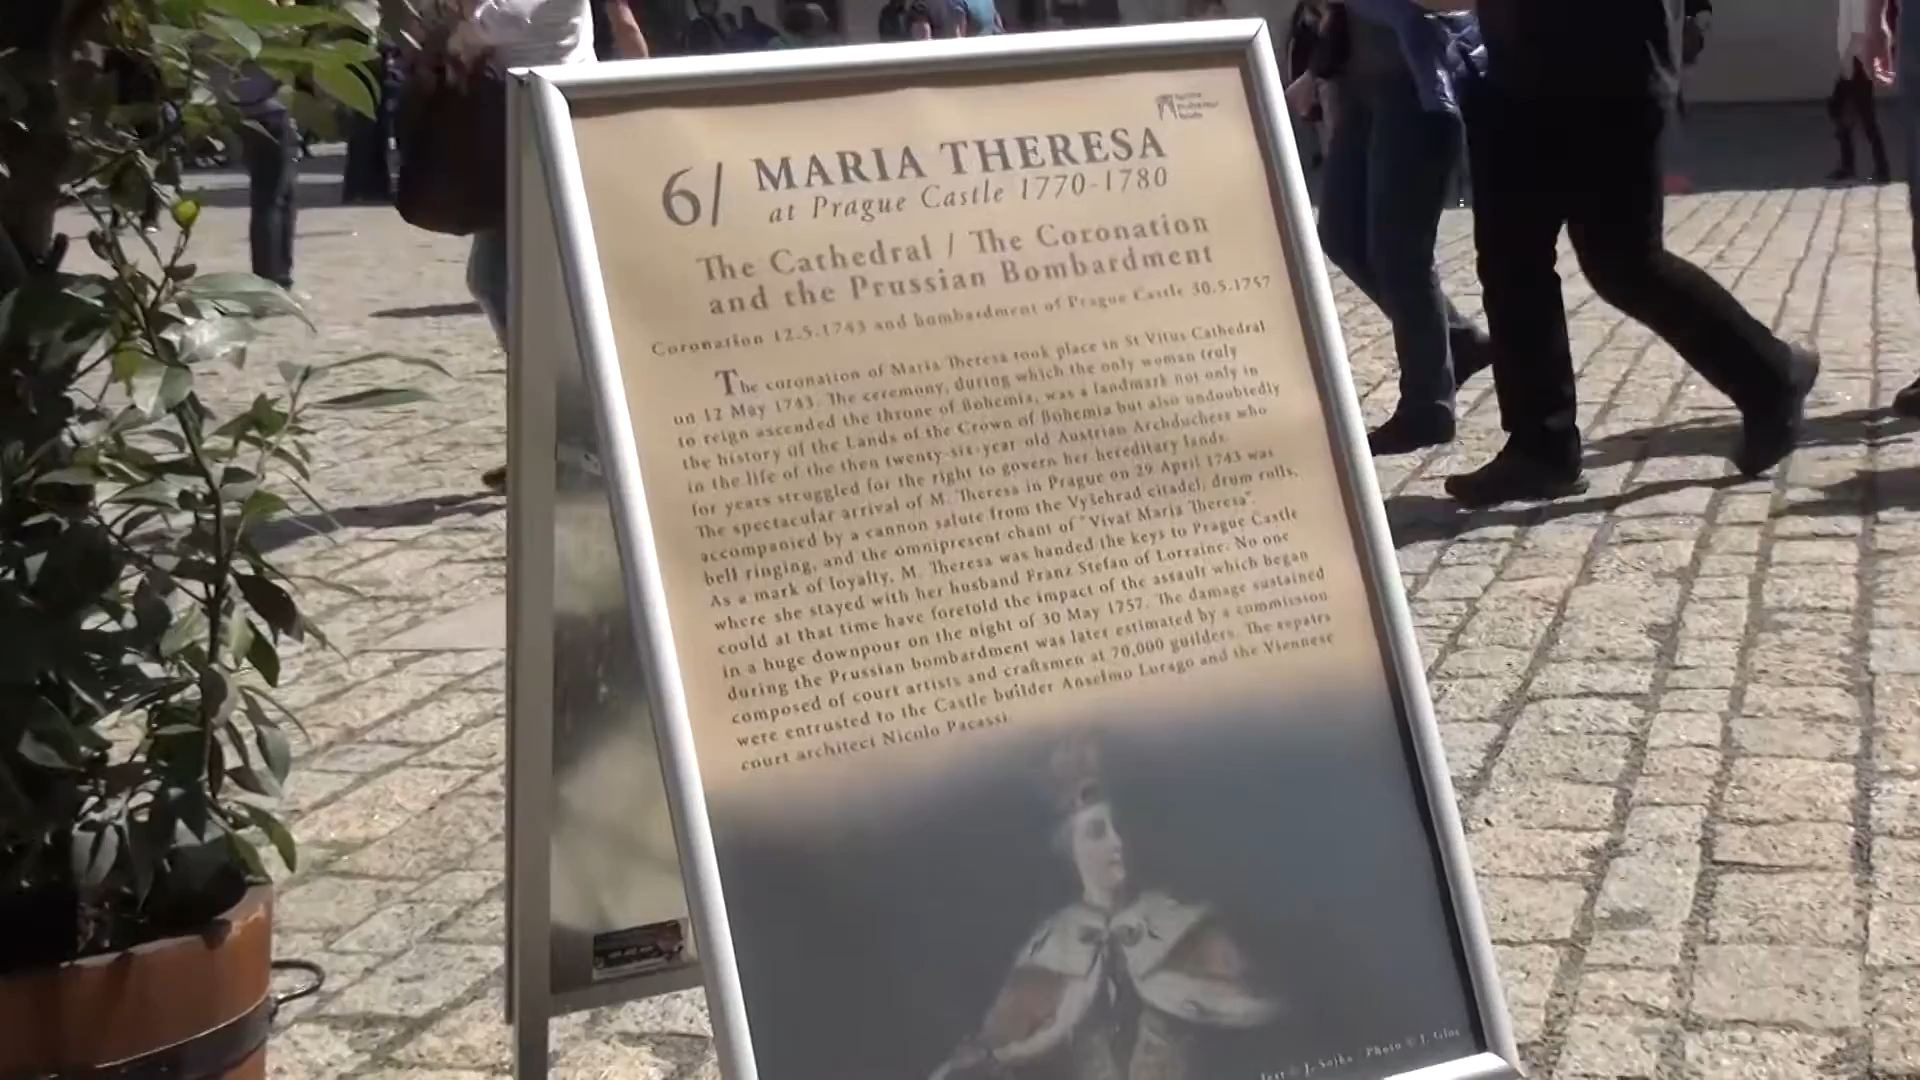 6/ MARIA THERESA
at Prague Castle 1770-1780
The Cathedral / The Coronation
and the Prussian Bombardment
Coronation 12.5.1743 and bombardment of Prague Castle 30.5.1757
The coronation of Maria Theresa took place in St Vitus Cathedral
on 12 May 1743. The ceremony, during which the only woman truly
to reign ascended the throne of Bohemia, was a landmark not only in
the history of the Lands of the Crown of Bohemia but also undoubtedly
in the life of the then twenty-six-year old Austrian Archduchess who
for years struggled for the right to govern her hereditary lands.
The spectacular arrival of M. Theresa in Prague on 29 April 1743 was
accompanied by a cannon salute from the Vyšehrad citadel, drum rolls,
bell ringing, and the omnipresent chant of "Vivat Maria Theresa".
As a mark of loyalty, M. Theresa was handed the keys to Prague Castle
where she stayed with her husband Franz Stefan of Lorraine. No one
could at that time have foretold the impact of the assault which began
in a huge downpour on the night of 30 May 1757. The damage sustained
during the Prussian bombardment was later estimated by a commission
composed of court artists and craftsmen at 70,000 guilders. The repairs
were entrusted to the Castle builder Anselmo Lurago and the Viennese
court architect Nicolo Pacassi.
Text © J. Sojka Photo © J. Gloc